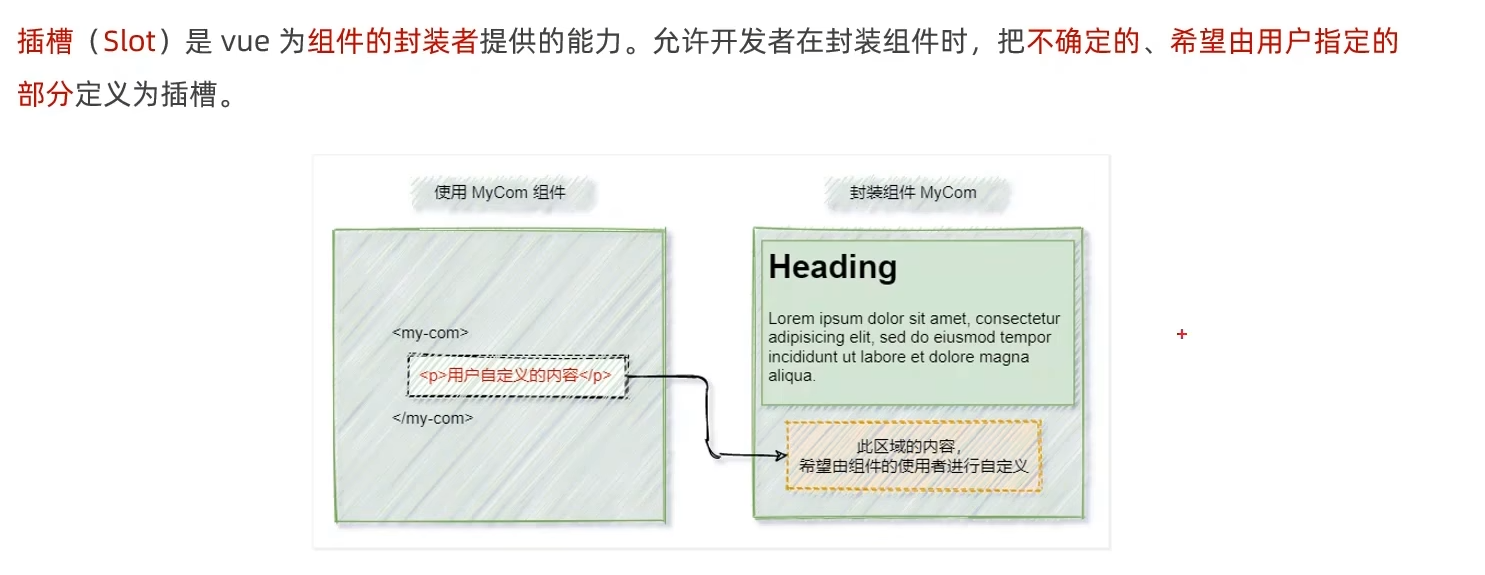 插槽（Slot）是 vue 为组件的封装者提供的能力。允许开发者在封装组件时，把不确定的、希望由用户指定的
部分定义为插槽。
使用 MyCom 组件
<my-com>
<p>用户自定义的内容</p>
</my-com>
封装组件 MyCom
Heading
Lorem ipsum dolor sit amet, consectetur
adipisicing elit, sed do eiusmod tempor
incididunt ut labore et dolore magna
aliqua.
此区域的内容，
希望由组件的使用者进行自定义